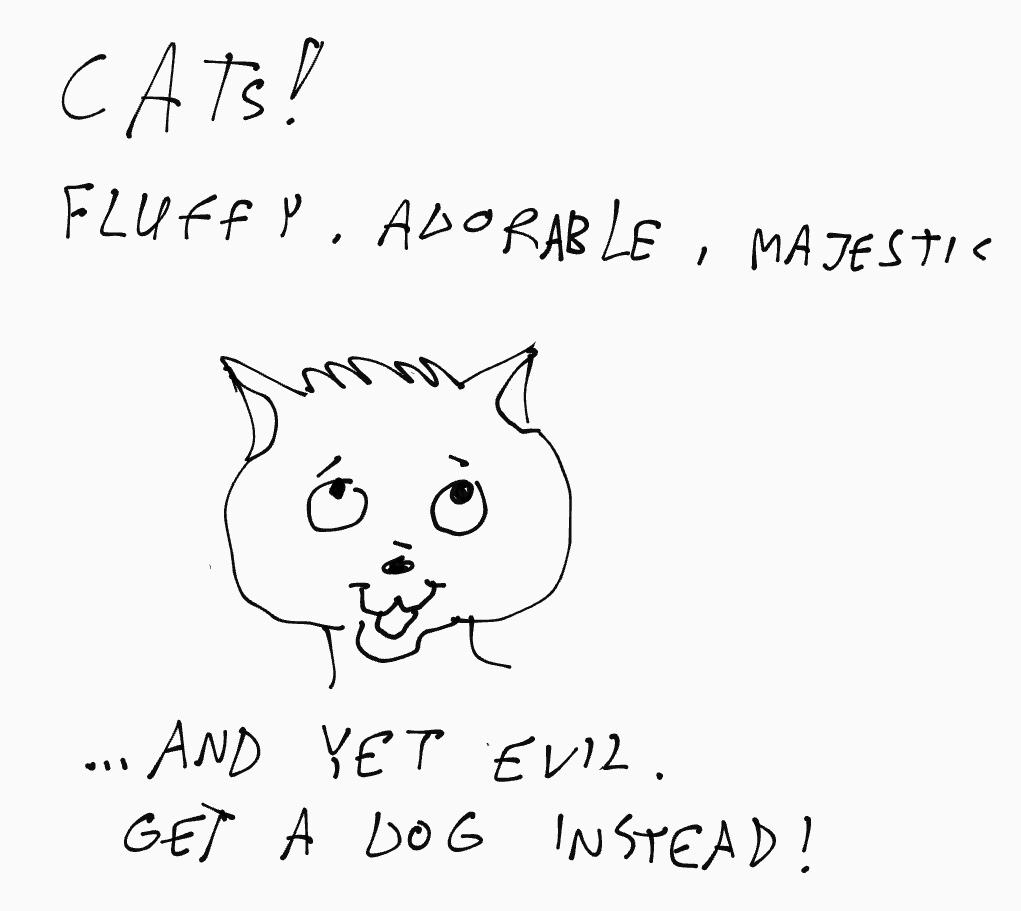 CATs!
FLUFFY. ADORABLE, MAJESTIC
...AND YET EVIL.
GET A DOG INSTEAD!